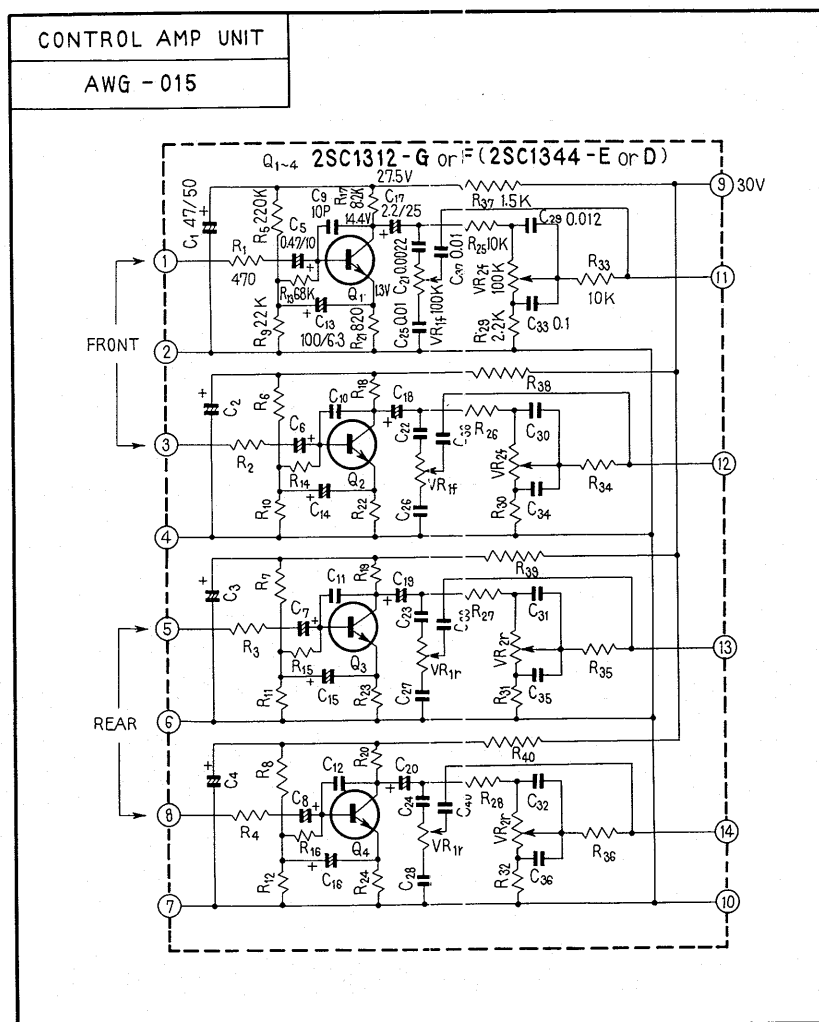 CONTROL AMP UNIT
AWG-015
Q1~4 2SC1312-G or F (2SC1344-E or D)
27.5V
9 30V
C1 47/50
R5 220K
C9 10P
R17 82K
C17 2.2/25
R37 1.5K
C29 0.012
C5 0.47/10
14.4V
R1 470
R13 68K
Q1
1.3V
C21 0.0022
0.01
R25 10K
VR2f 100K
R33 10K
1
11
R9 22K
C13 100/6.3
R21 820
C25 0.01
VR1f 100K
R29 2.2K
C33 0.1
FRONT
2
C2
R6
C10
R18
C18
R38
C30
C6
C22
R26
3
R2
R14
Q2
VR1f
VR2f
R34
12
R10
C14
R22
C26
R30
C34
4
C3
R7
C11
R19
C19
R39
C31
C7
C23
R27
5
R3
R15
Q3
VR1r
VR2r
R35
13
R11
C15
R23
C27
R31
C35
REAR
6
C4
R8
C12
R20
C20
R40
C32
C8
C24
R28
8
R4
R16
Q4
VR1r
VR2r
R36
14
R12
C16
R24
C28
R32
C36
7
10